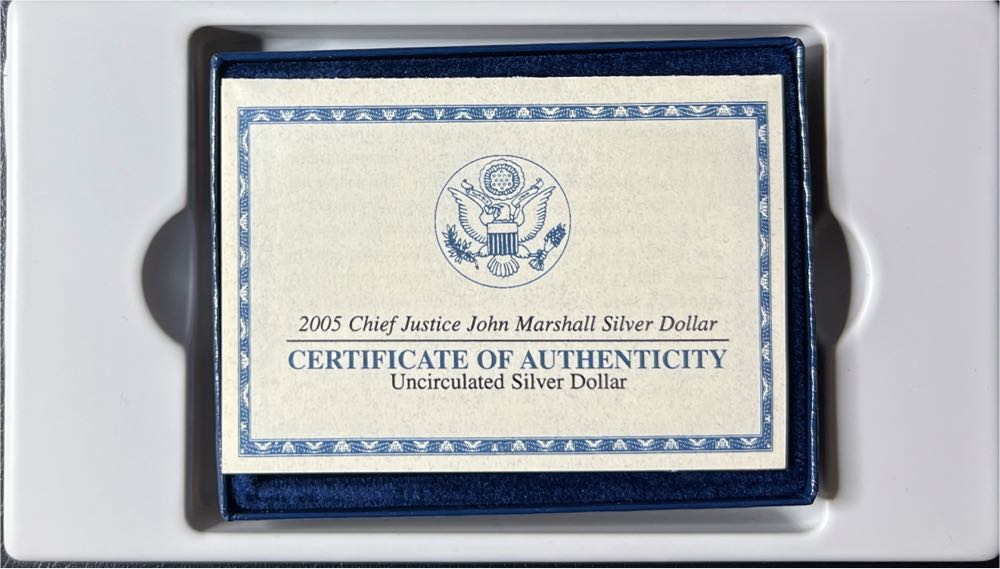 2005 Chief Justice John Marshall Silver Dollar
CERTIFICATE OF AUTHENTICITY
Uncirculated Silver Dollar